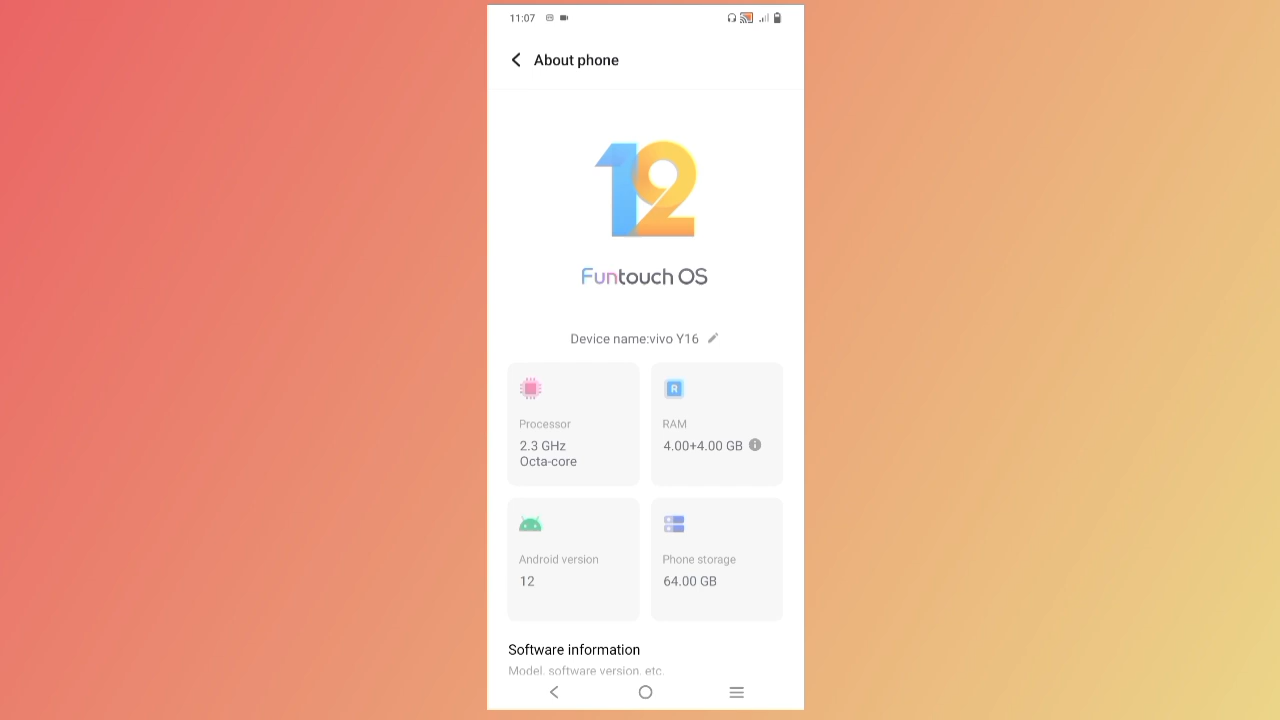 11:07
About phone
12
Funtouch OS
Device name:vivo Y16
Processor
2.3 GHz
Octa-core
R
RAM
4.00+4.00 GB
Android version
12
Phone storage
64.00 GB
Software information
Model, software version, etc.